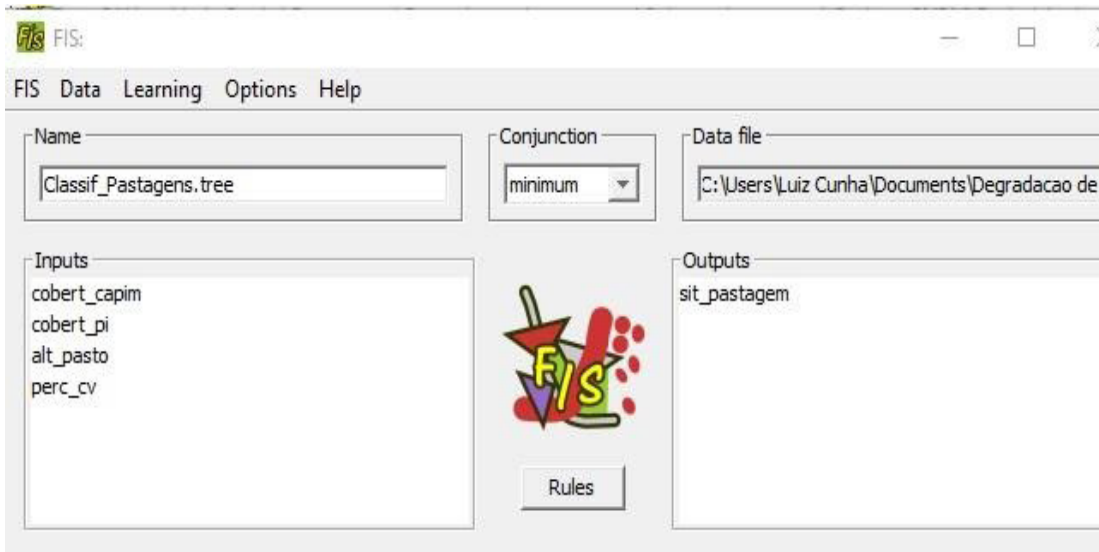 FIS:
FIS Data Learning Options Help
Name
Classif_Pastagens.tree
Conjunction
minimum
Data file
C:\Users\Luiz Cunha\Documents\Degradacao de
Inputs
cobert_capim
cobert_pi
alt_pasto
perc_cv
Outputs
sit_pastagem
FIS
Rules